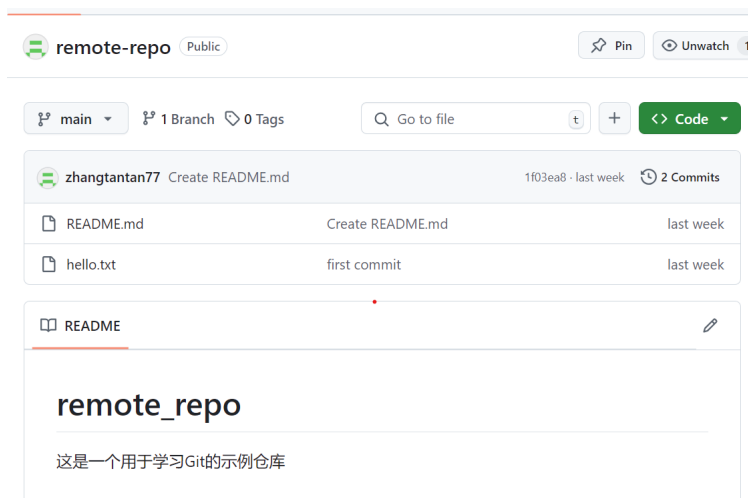 remote-repo Public Pin Unwatch 1
main 1 Branch 0 Tags Go to file t + Code
zhangtantan77 Create README.md 1f03ea8 · last week 2 Commits
README.md Create README.md last week
hello.txt first commit last week
README
remote_repo
这是一个用于学习Git的示例仓库